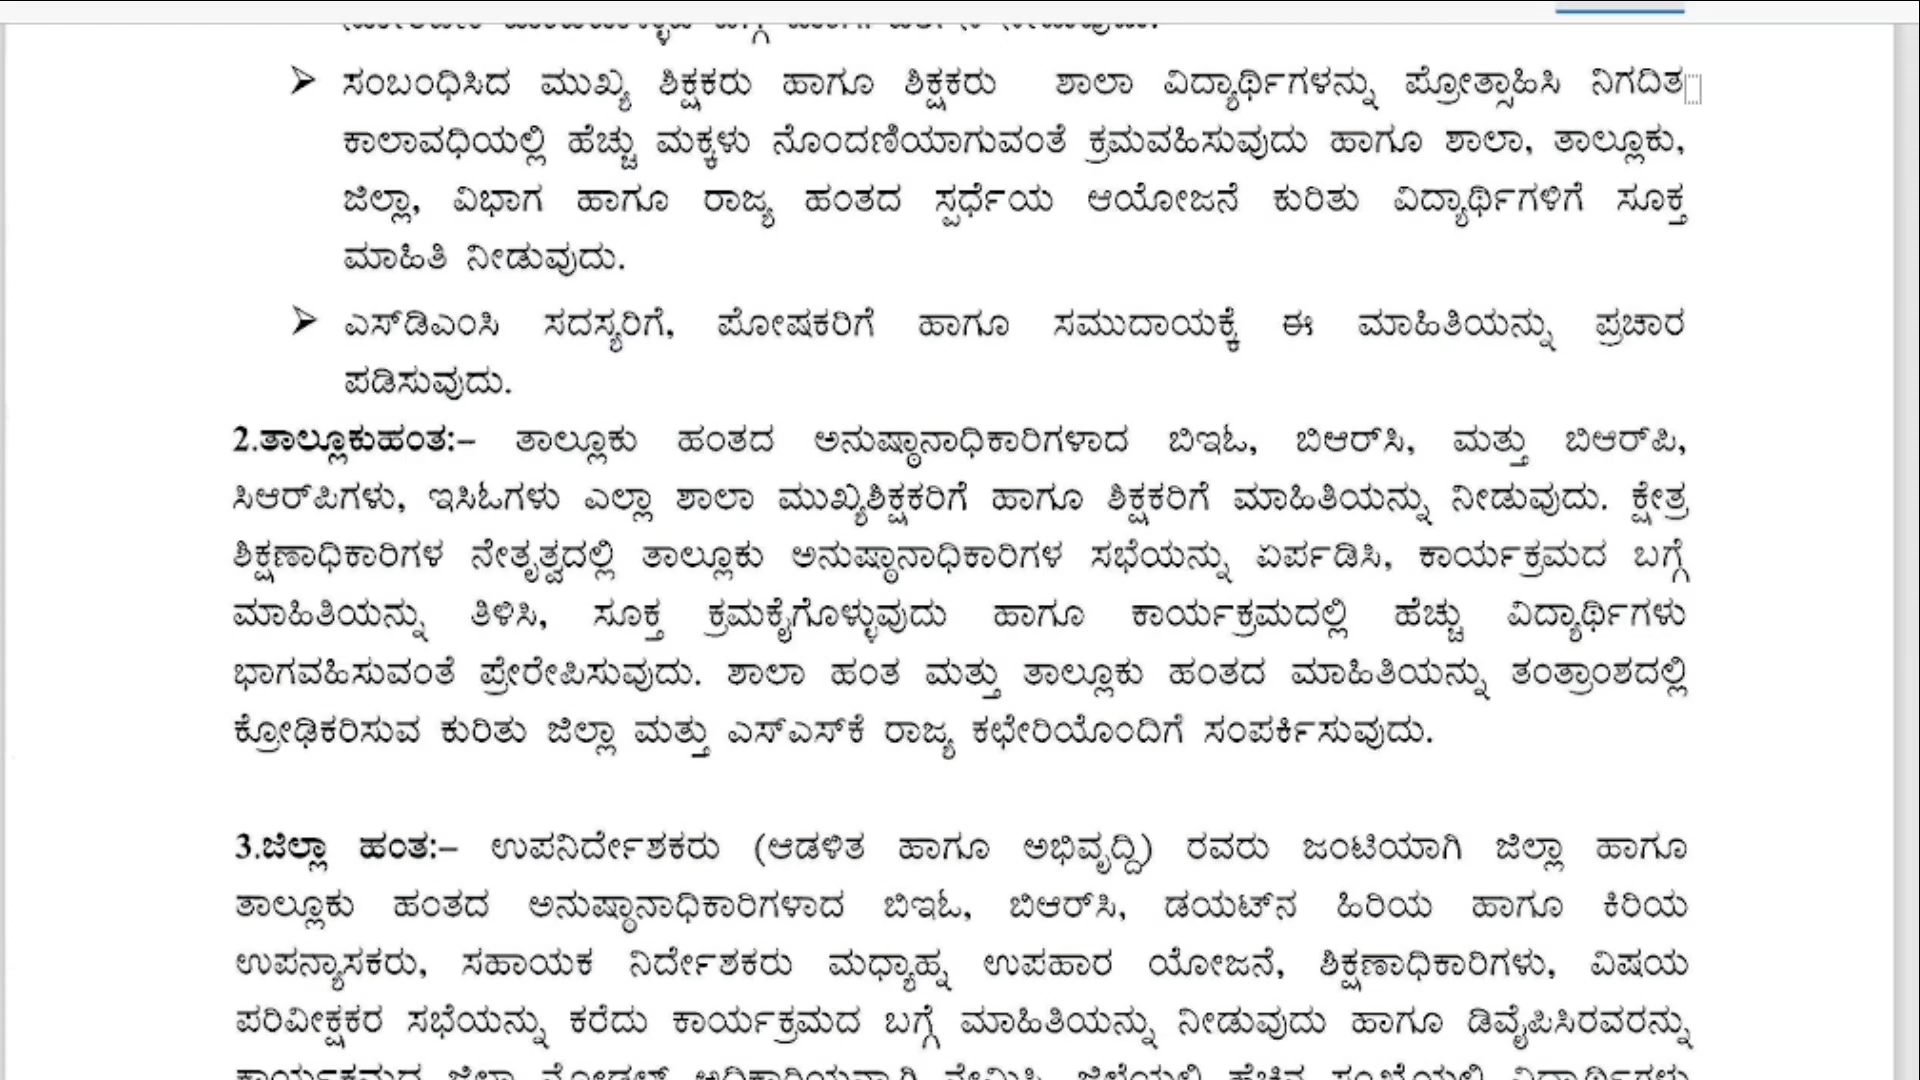 ➢ ಸಂಬಂಧಿಸಿದ ಮುಖ್ಯ ಶಿಕ್ಷಕರು ಹಾಗೂ ಶಿಕ್ಷಕರು ಶಾಲಾ ವಿದ್ಯಾರ್ಥಿಗಳನ್ನು ಪ್ರೋತ್ಸಾಹಿಸಿ ನಿಗದಿತ
ಕಾಲಾವಧಿಯಲ್ಲಿ ಹೆಚ್ಚು ಮಕ್ಕಳು ನೊಂದಣಿಯಾಗುವಂತೆ ಕ್ರಮವಹಿಸುವುದು ಹಾಗೂ ಶಾಲಾ, ತಾಲ್ಲೂಕು,
ಜಿಲ್ಲಾ, ವಿಭಾಗ ಹಾಗೂ ರಾಜ್ಯ ಹಂತದ ಸ್ಪರ್ಧೆಯ ಆಯೋಜನೆ ಕುರಿತು ವಿದ್ಯಾರ್ಥಿಗಳಿಗೆ ಸೂಕ್ತ
ಮಾಹಿತಿ ನೀಡುವುದು.
➢ ಎಸ್‌ಡಿಎಂಸಿ ಸದಸ್ಯರಿಗೆ, ಪೋಷಕರಿಗೆ ಹಾಗೂ ಸಮುದಾಯಕ್ಕೆ ಈ ಮಾಹಿತಿಯನ್ನು ಪ್ರಚಾರ
ಪಡಿಸುವುದು.
2.ತಾಲ್ಲೂಕುಹಂತ:– ತಾಲ್ಲೂಕು ಹಂತದ ಅನುಷ್ಠಾನಾಧಿಕಾರಿಗಳಾದ ಬಿಇಓ, ಬಿಆರ್‌ಸಿ, ಮತ್ತು ಬಿಆರ್‌ಪಿ,
ಸಿಆರ್‌ಪಿಗಳು, ಇಸಿಓಗಳು ಎಲ್ಲಾ ಶಾಲಾ ಮುಖ್ಯಶಿಕ್ಷಕರಿಗೆ ಹಾಗೂ ಶಿಕ್ಷಕರಿಗೆ ಮಾಹಿತಿಯನ್ನು ನೀಡುವುದು. ಕ್ಷೇತ್ರ
ಶಿಕ್ಷಣಾಧಿಕಾರಿಗಳ ನೇತೃತ್ವದಲ್ಲಿ ತಾಲ್ಲೂಕು ಅನುಷ್ಠಾನಾಧಿಕಾರಿಗಳ ಸಭೆಯನ್ನು ಏರ್ಪಡಿಸಿ, ಕಾರ್ಯಕ್ರಮದ ಬಗ್ಗೆ
ಮಾಹಿತಿಯನ್ನು ತಿಳಿಸಿ, ಸೂಕ್ತ ಕ್ರಮಕೈಗೊಳ್ಳುವುದು ಹಾಗೂ ಕಾರ್ಯಕ್ರಮದಲ್ಲಿ ಹೆಚ್ಚು ವಿದ್ಯಾರ್ಥಿಗಳು
ಭಾಗವಹಿಸುವಂತೆ ಪ್ರೇರೇಪಿಸುವುದು. ಶಾಲಾ ಹಂತ ಮತ್ತು ತಾಲ್ಲೂಕು ಹಂತದ ಮಾಹಿತಿಯನ್ನು ತಂತ್ರಾಂಶದಲ್ಲಿ
ಕ್ರೋಢಿಕರಿಸುವ ಕುರಿತು ಜಿಲ್ಲಾ ಮತ್ತು ಎಸ್‌ಎಸ್‌ಕೆ ರಾಜ್ಯ ಕಛೇರಿಯೊಂದಿಗೆ ಸಂಪರ್ಕಿಸುವುದು.
3.ಜಿಲ್ಲಾ ಹಂತ:– ಉಪನಿರ್ದೇಶಕರು (ಆಡಳಿತ ಹಾಗೂ ಅಭಿವೃದ್ದಿ) ರವರು ಜಂಟಿಯಾಗಿ ಜಿಲ್ಲಾ ಹಾಗೂ
ತಾಲ್ಲೂಕು ಹಂತದ ಅನುಷ್ಠಾನಾಧಿಕಾರಿಗಳಾದ ಬಿಇಓ, ಬಿಆರ್‌ಸಿ, ಡಯಟ್‌ನ ಹಿರಿಯ ಹಾಗೂ ಕಿರಿಯ
ಉಪನ್ಯಾಸಕರು, ಸಹಾಯಕ ನಿರ್ದೇಶಕರು ಮಧ್ಯಾಹ್ನ ಉಪಹಾರ ಯೋಜನೆ, ಶಿಕ್ಷಣಾಧಿಕಾರಿಗಳು, ವಿಷಯ
ಪರಿವೀಕ್ಷಕರ ಸಭೆಯನ್ನು ಕರೆದು ಕಾರ್ಯಕ್ರಮದ ಬಗ್ಗೆ ಮಾಹಿತಿಯನ್ನು ನೀಡುವುದು ಹಾಗೂ ಡಿವೈಪಿಸಿರವರನ್ನು